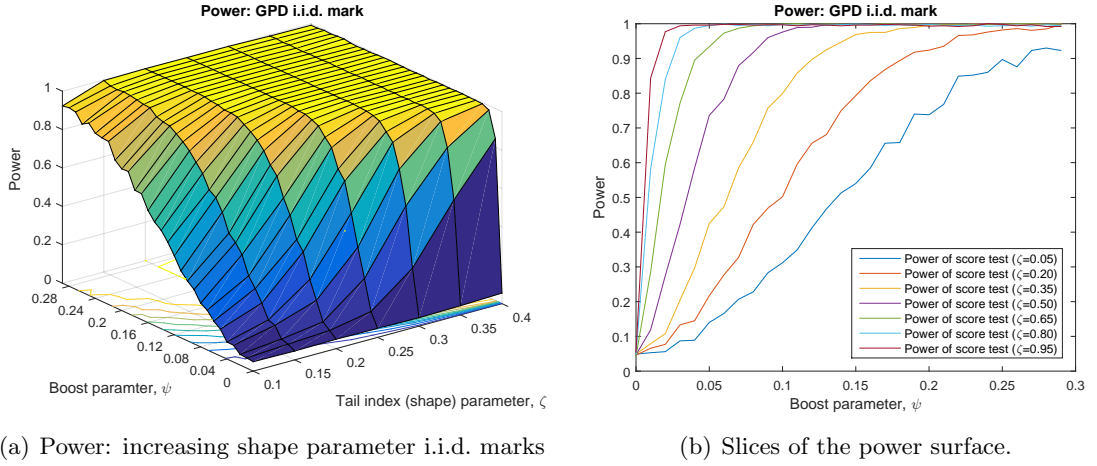 Power: GPD i.i.d. mark
1
0.8
0.6
0.4
0.2
0
Power
0.28
0.24
0.2
0.16
0.12
0.08
0.04
0
Boost paramter, ψ
0.1
0.15
0.2
0.25
0.3
0.35
0.4
Tail index (shape) parameter, ζ
(a) Power: increasing shape parameter i.i.d. marks
Power: GPD i.i.d. mark
1
0.9
0.8
0.7
0.6
0.5
0.4
0.3
0.2
0.1
0
Power
Power of score test (ζ=0.05)
Power of score test (ζ=0.20)
Power of score test (ζ=0.35)
Power of score test (ζ=0.50)
Power of score test (ζ=0.65)
Power of score test (ζ=0.80)
Power of score test (ζ=0.95)
0 0.05 0.1 0.15 0.2 0.25 0.3
Boost parameter, ψ
(b) Slices of the power surface.